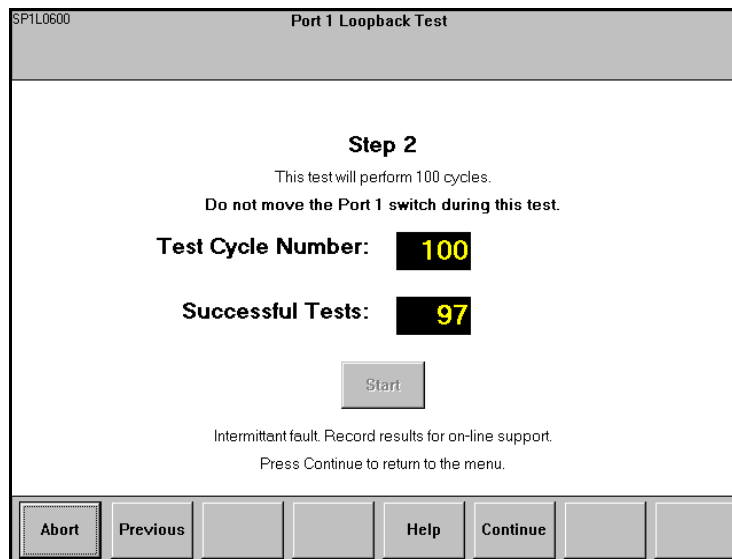 SP1L0600
Port 1 Loopback Test
Step 2
This test will perform 100 cycles.
Do not move the Port 1 switch during this test.
Test Cycle Number: 100
Successful Tests: 97
Start
Intermittant fault. Record results for on-line support.
Press Continue to return to the menu.
Abort Previous Help Continue